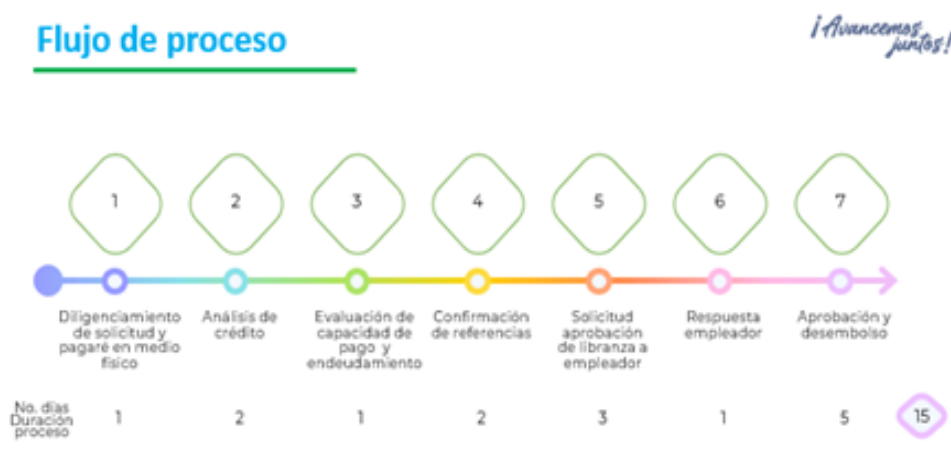 Flujo de proceso
¡Avancemos
juntos!
1 2 3 4 5 6 7
Diligenciamiento
de solicitud y
pagaré en medio
físico
Análisis de
crédito
Evaluación de
capacidad de
pago y
endeudamiento
Confirmación
de referencias
Solicitud
aprobación
de libranza a
empleador
Respuesta
empleador
Aprobación y
desembolso
No. días
Duración
proceso
1 2 1 2 3 1 5 15